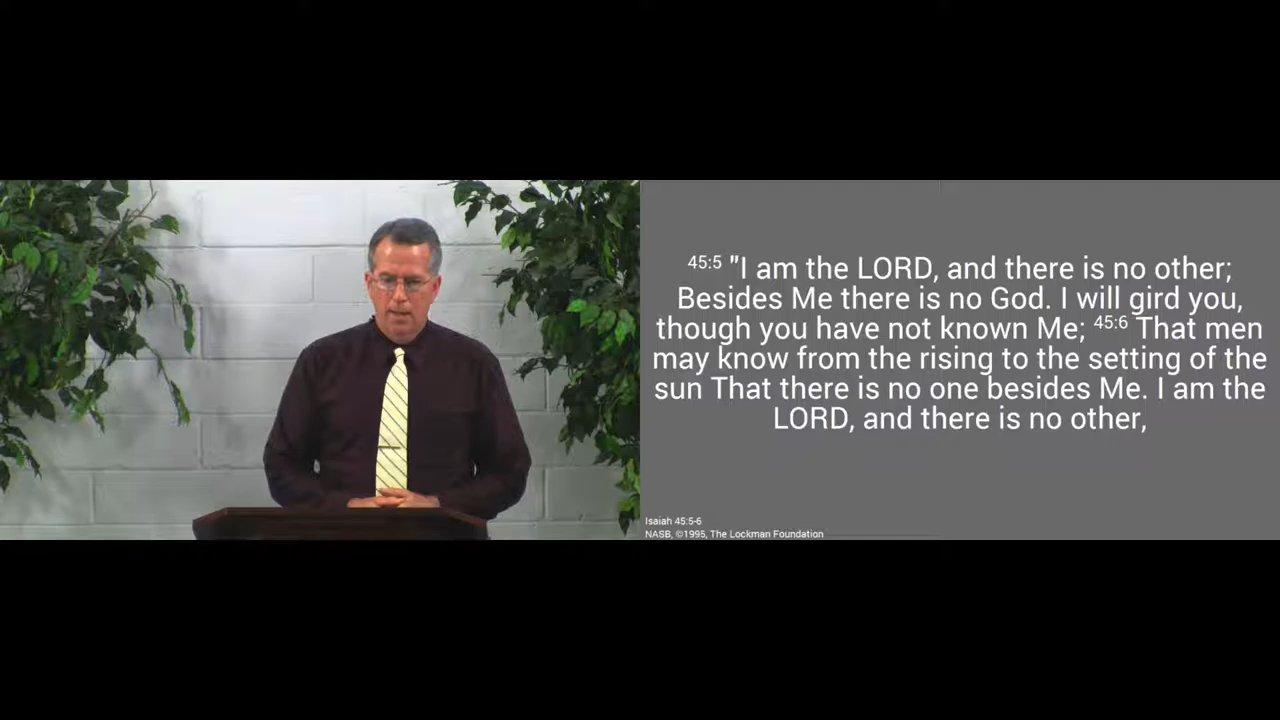 45:5 "I am the LORD, and there is no other;
Besides Me there is no God. I will gird you,
though you have not known Me; 45:6 That men
may know from the rising to the setting of the
sun That there is no one besides Me. I am the
LORD, and there is no other,
Isaiah 45:5-6
NASB, ©1995, The Lockman Foundation